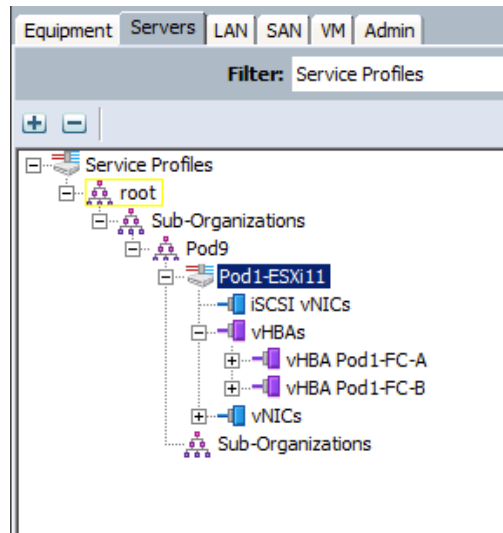 Equipment Servers LAN SAN VM Admin
Filter: Service Profiles
Service Profiles
root
Sub-Organizations
Pod9
Pod1-ESXi11
iSCSI vNICs
vHBAs
vHBA Pod1-FC-A
vHBA Pod1-FC-B
vNICs
Sub-Organizations